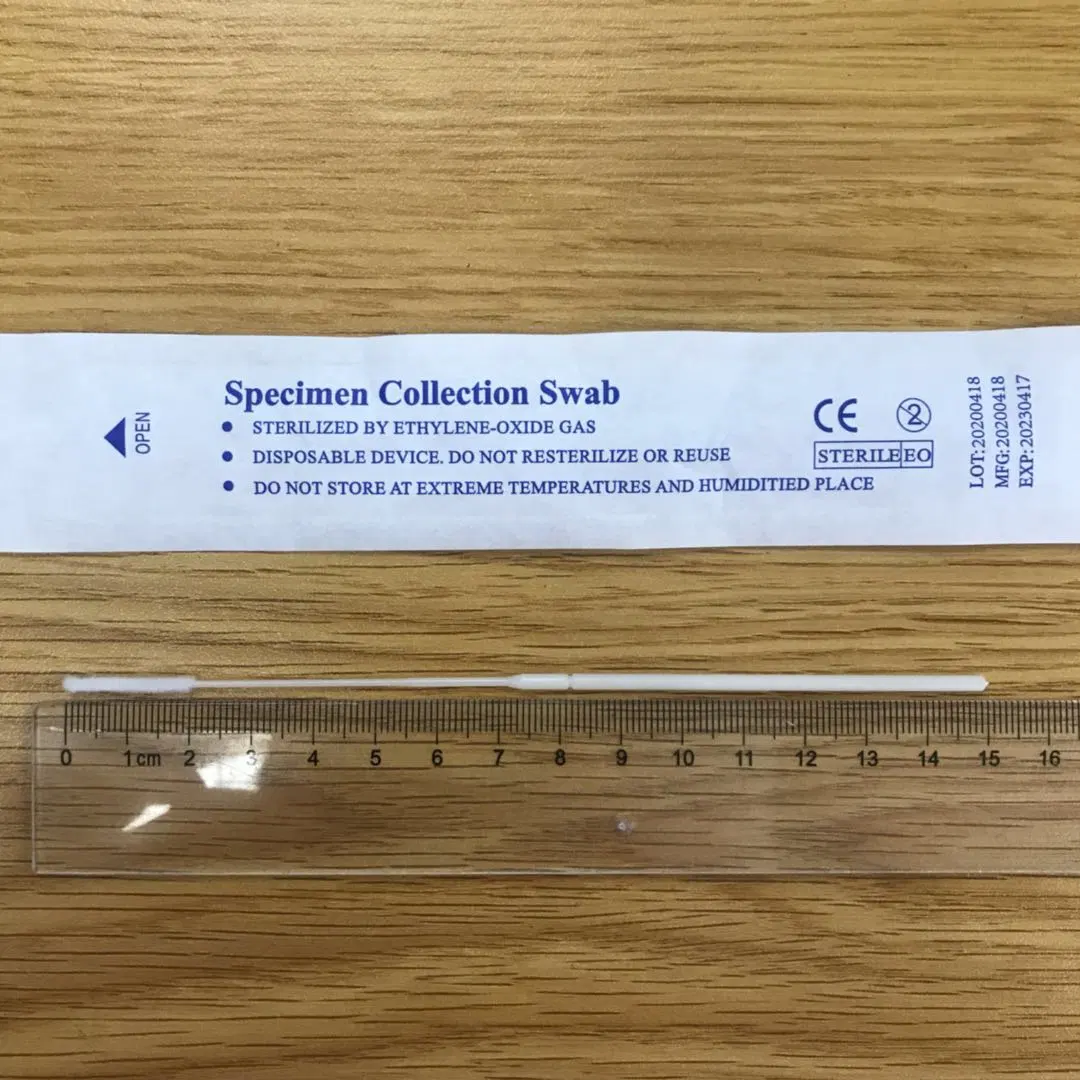 OPEN
Specimen Collection Swab
● STERILIZED BY ETHYLENE-OXIDE GAS
● DISPOSABLE DEVICE. DO NOT RESTERILIZE OR REUSE
● DO NOT STORE AT EXTREME TEMPERATURES AND HUMIDITIED PLACE
CE 2
STERILE EO
LOT:20200418
MFG:20200418
EXP:20230417
0 1cm 2 3 4 5 6 7 8 9 10 11 12 13 14 15 16